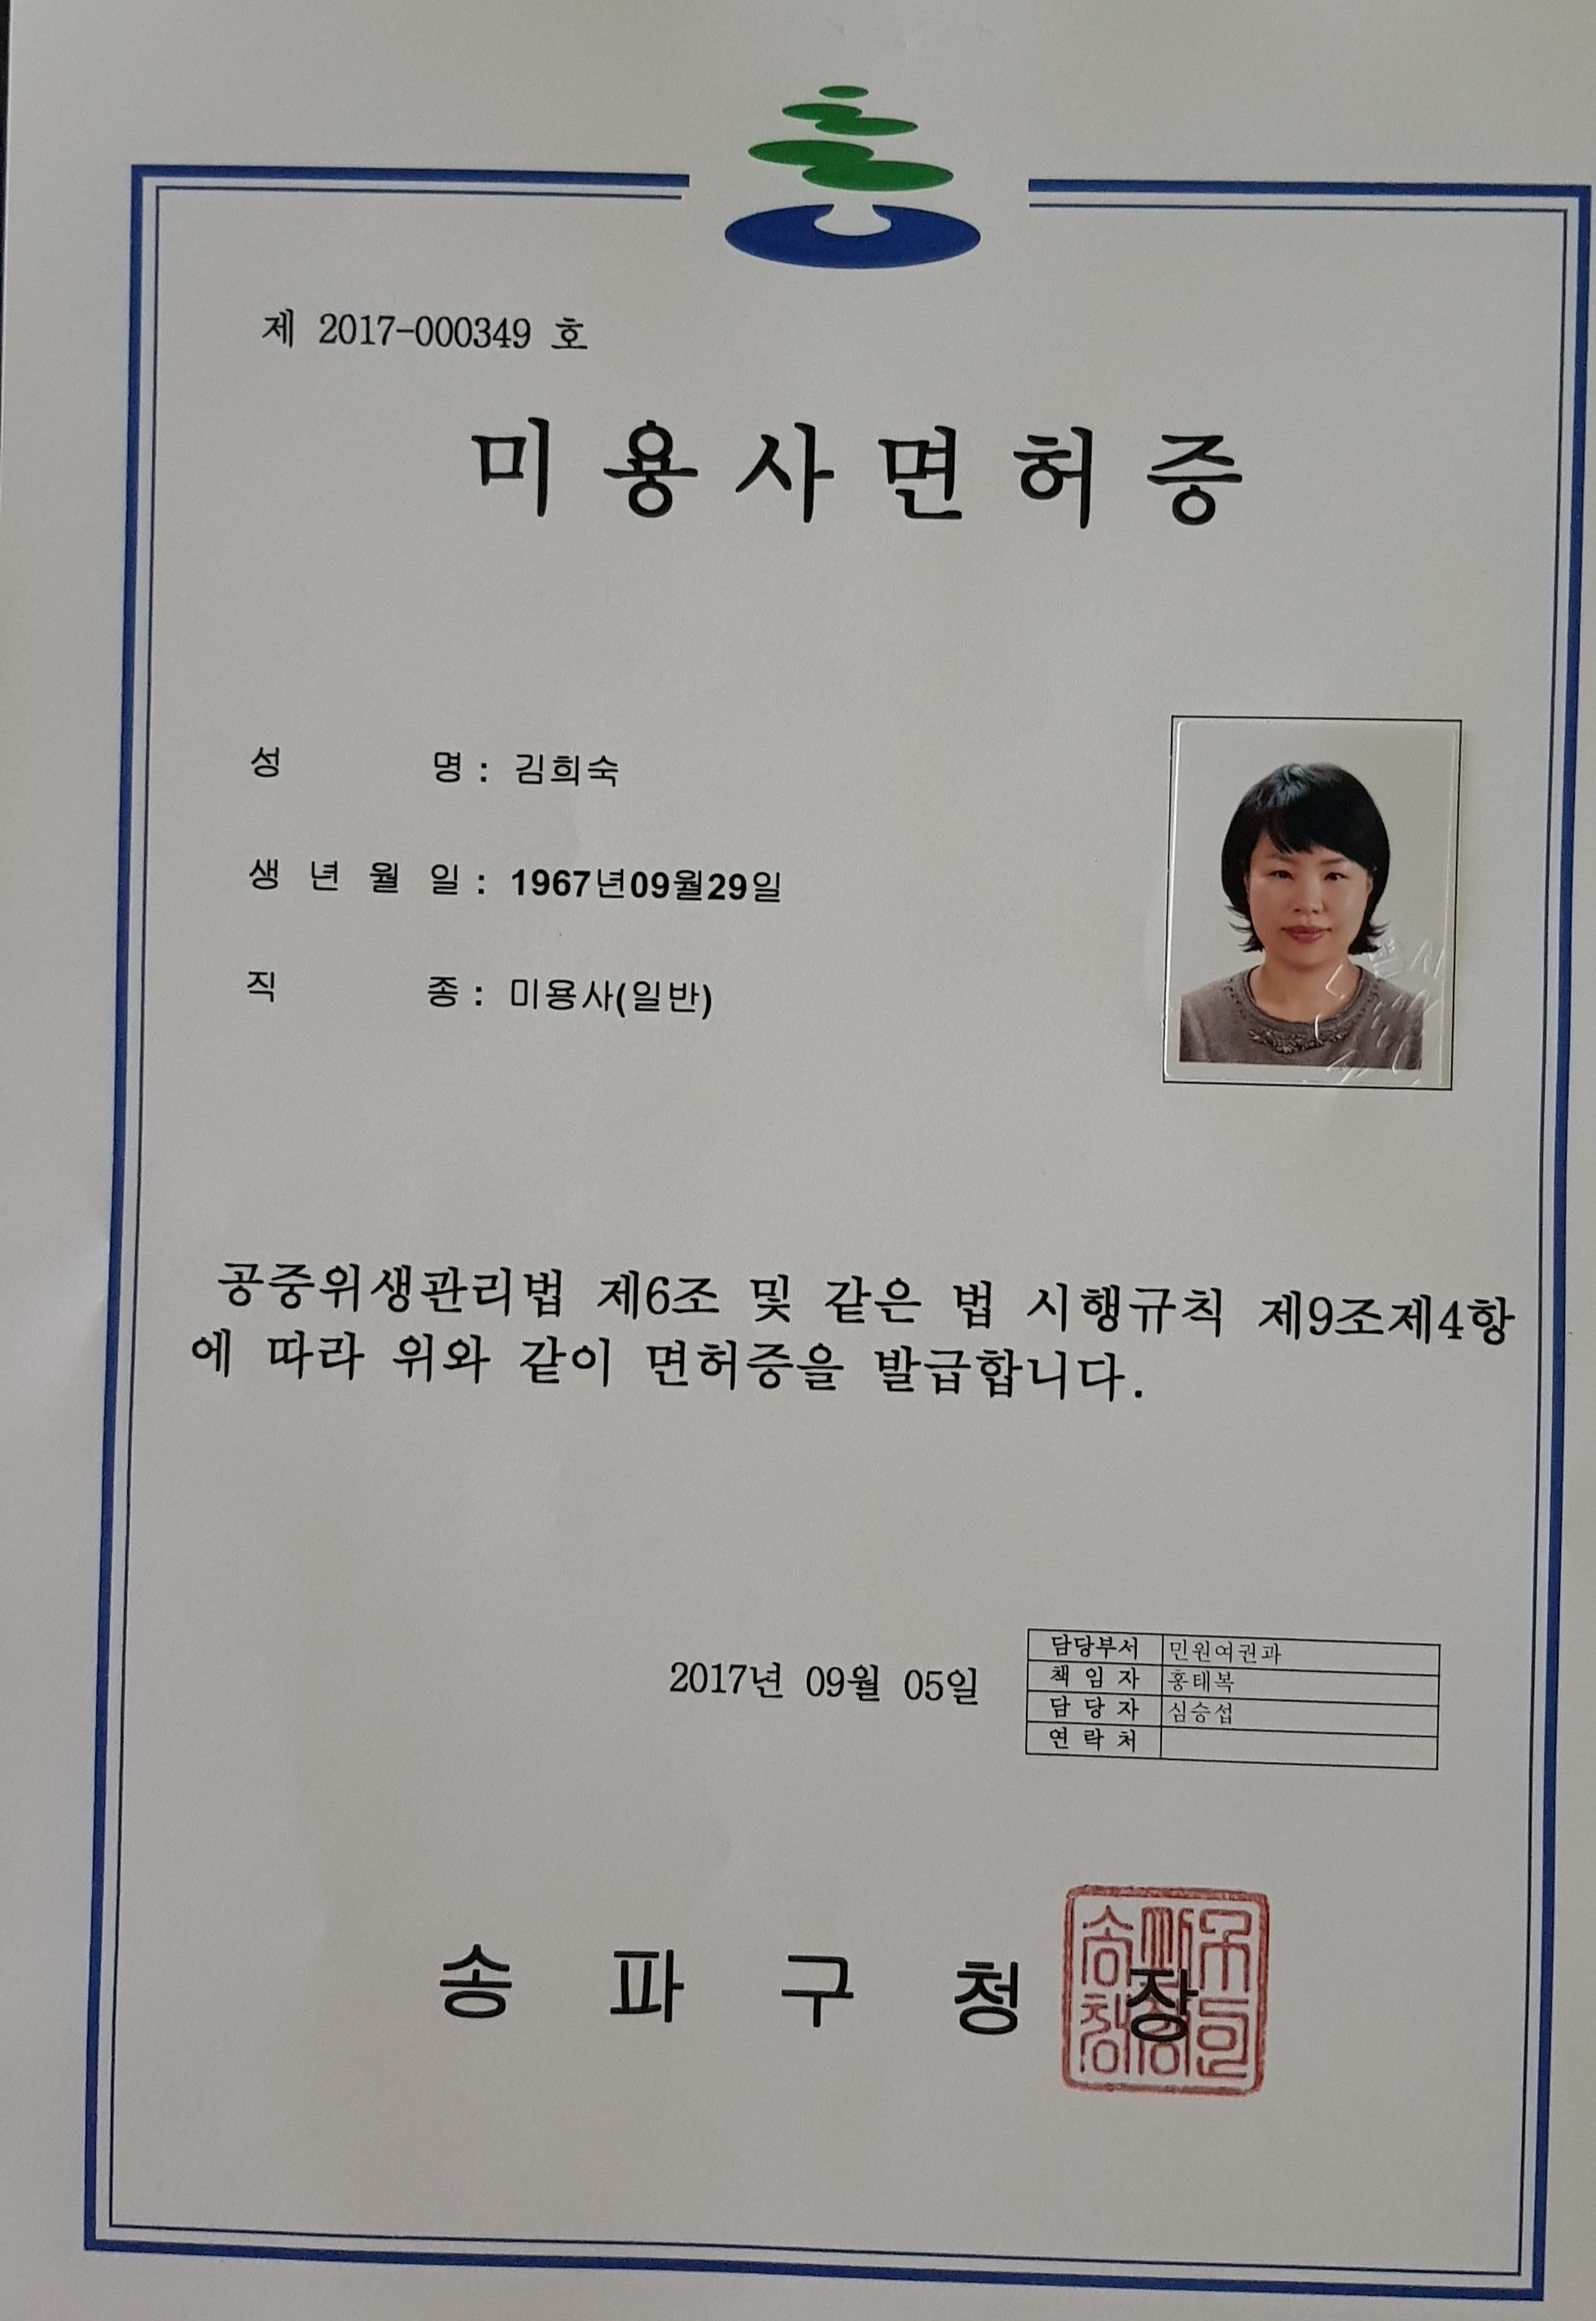 제 2017-000349 호
미용사면허증
성 명 : 김희숙
생 년 월 일 : 1967년09월29일
직 종 : 미용사(일반)
공중위생관리법 제6조 및 같은 법 시행규칙 제9조제4항
에 따라 위와 같이 면허증을 발급합니다.
2017년 09월 05일
담당부서 민원여권과
책 임 자 홍태복
담 당 자 심승섭
연 락 처
송 파 구 청 장